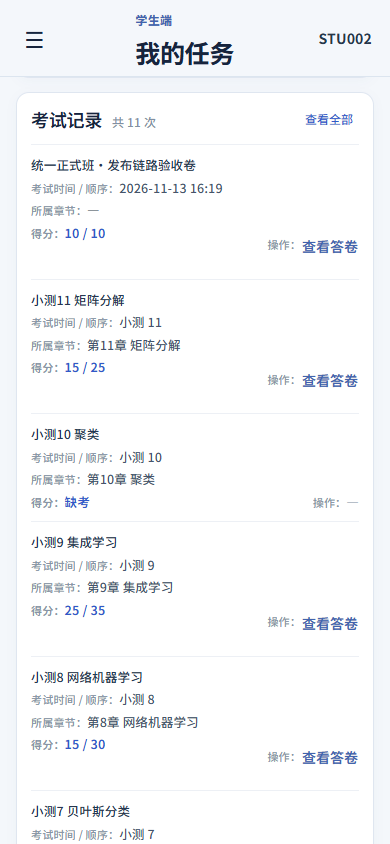 学生端
☰
我的任务
STU002
考试记录 共 11 次 查看全部
统一正式班·发布链路验收卷
考试时间 / 顺序: 2026-11-13 16:19
所属章节: —
得分: 10 / 10
操作: 查看答卷
小测11 矩阵分解
考试时间 / 顺序: 小测 11
所属章节: 第11章 矩阵分解
得分: 15 / 25
操作: 查看答卷
小测10 聚类
考试时间 / 顺序: 小测 10
所属章节: 第10章 聚类
得分: 缺考 操作: —
小测9 集成学习
考试时间 / 顺序: 小测 9
所属章节: 第9章 集成学习
得分: 25 / 35
操作: 查看答卷
小测8 网络机器学习
考试时间 / 顺序: 小测 8
所属章节: 第8章 网络机器学习
得分: 15 / 30
操作: 查看答卷
小测7 贝叶斯分类
考试时间 / 顺序: 小测 7